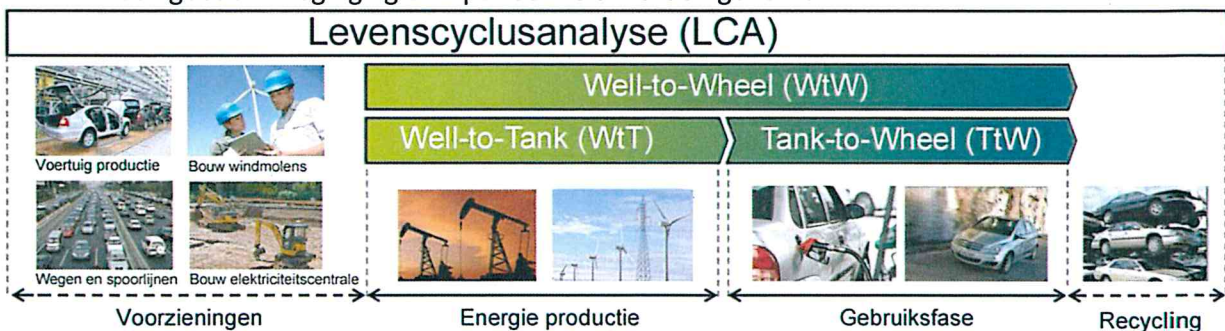 Levenscyclusanalyse (LCA)
Well-to-Wheel (WtW)
Well-to-Tank (WtT)
Tank-to-Wheel (TtW)
Voertuig productie
Bouw windmolens
Wegen en spoorlijnen
Bouw elektriciteitscentrale
Voorzieningen
Energie productie
Gebruiksfase
Recycling